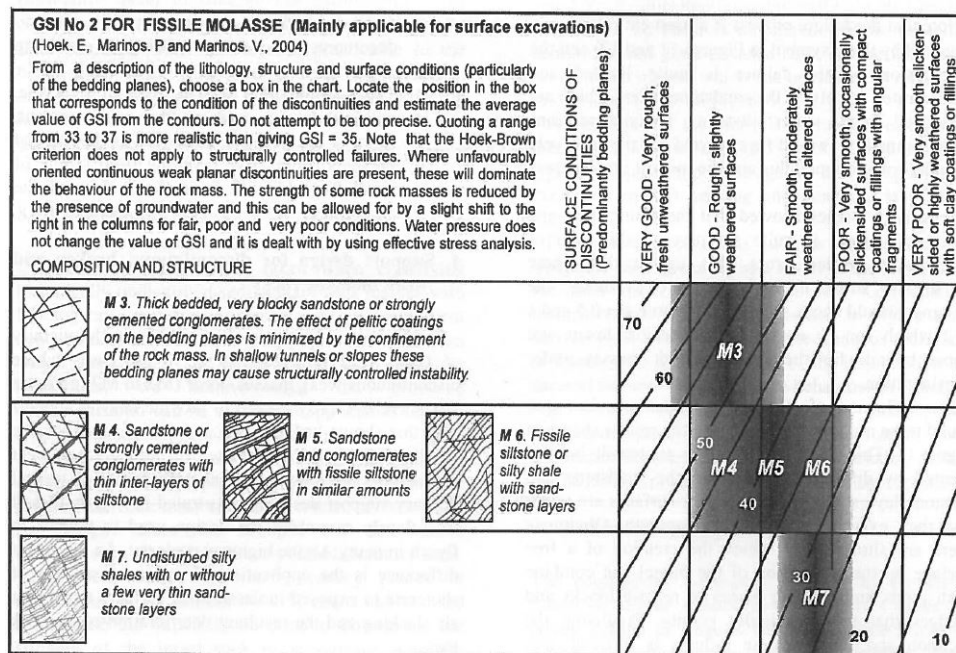 GSI No 2 FOR FISSILE MOLASSE (Mainly applicable for surface excavations)
(Hoek. E, Marinos. P and Marinos. V., 2004)
From a description of the lithology, structure and surface conditions (particularly
of the bedding planes), choose a box in the chart. Locate the position in the box
that corresponds to the condition of the discontinuities and estimate the average
value of GSI from the contours. Do not attempt to be too precise. Quoting a range
from 33 to 37 is more realistic than giving GSI = 35. Note that the Hoek-Brown
criterion does not apply to structurally controlled failures. Where unfavourably
oriented continuous weak planar discontinuities are present, these will dominate
the behaviour of the rock mass. The strength of some rock masses is reduced by
the presence of groundwater and this can be allowed for by a slight shift to the
right in the columns for fair, poor and very poor conditions. Water pressure does
not change the value of GSI and it is dealt with by using effective stress analysis.
COMPOSITION AND STRUCTURE
SURFACE CONDITIONS OF
DISCONTINUITIES
(Predominantly bedding planes)
VERY GOOD - Very rough,
fresh unweathered surfaces
GOOD - Rough, slightly
weathered surfaces
FAIR - Smooth, moderately
weathered and altered surfaces
POOR - Very smooth, occasionally
slickensided surfaces with compact
coatings or fillings with angular
fragments
VERY POOR - Very smooth slicken-
sided or highly weathered surfaces
with soft clay coatings or fillings
M 3. Thick bedded, very blocky sandstone or strongly
cemented conglomerates. The effect of pelitic coatings
on the bedding planes is minimized by the confinement
of the rock mass. In shallow tunnels or slopes these
bedding planes may cause structurally controlled instability.
70
60
M3
M 4. Sandstone or
strongly cemented
conglomerates with
thin inter-layers of
siltstone
M 5. Sandstone
and conglomerates
with fissile siltstone
in similar amounts
M 6. Fissile
siltstone or
silty shale
with sand-
stone layers
50
M4 M5 M6
40
M 7. Undisturbed silty
shales with or without
a few very thin sand-
stone layers
30
M7
20
10